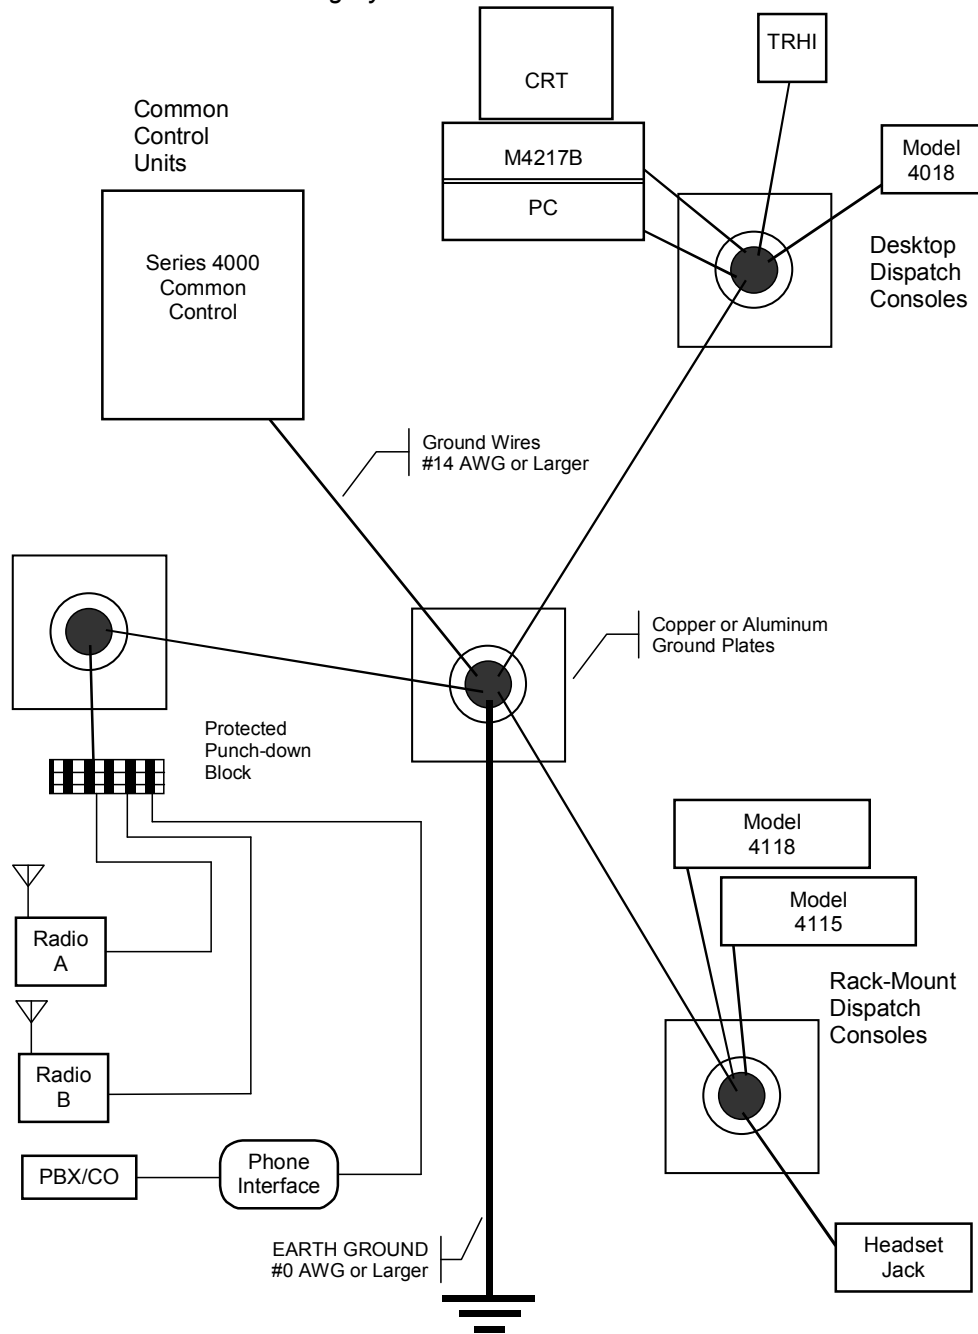 TRHI
CRT
Common
Control
Units
M4217B
Model
4018
PC
Series 4000
Common
Control
Desktop
Dispatch
Consoles
Ground Wires
#14 AWG or Larger
Copper or Aluminum
Ground Plates
Protected
Punch-down
Block
Model
4118
Model
4115
Radio
A
Rack-Mount
Dispatch
Consoles
Radio
B
Phone
Interface
PBX/CO
EARTH GROUND
#0 AWG or Larger
Headset
Jack